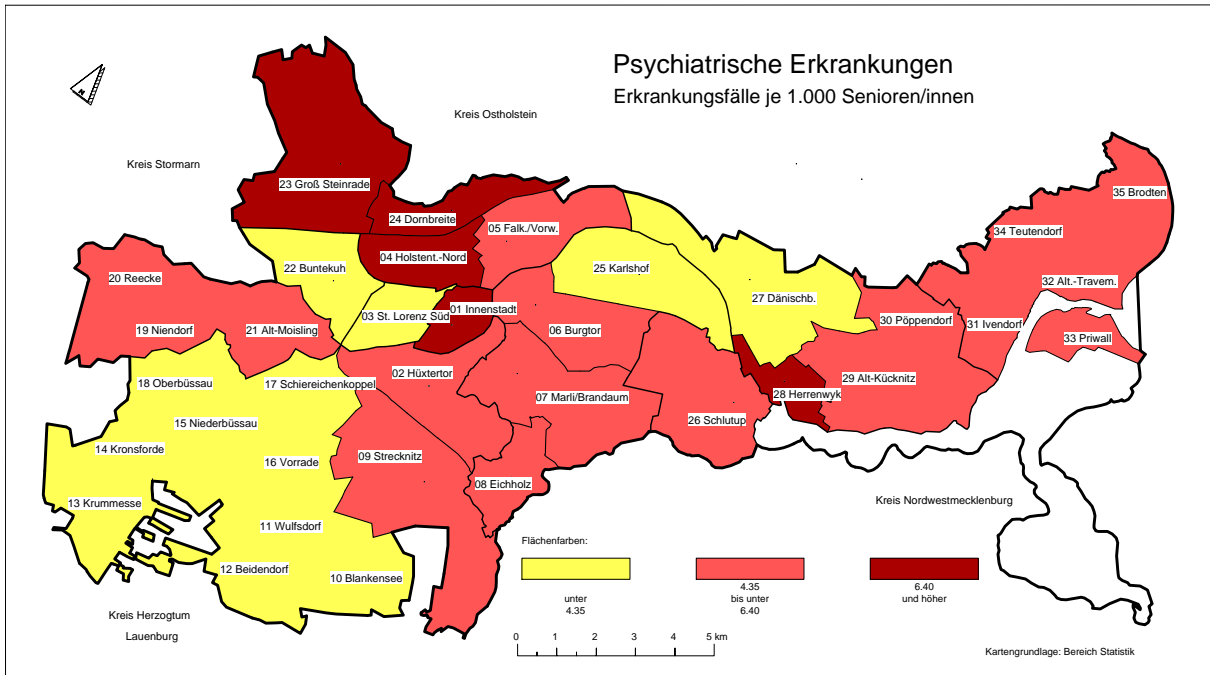 Psychiatrische Erkrankungen
Erkrankungsfälle je 1.000 Senioren/innen
N
Kreis Ostholstein
Kreis Stormarn
23 Groß Steinrade
35 Brodten
24 Dornbreite
05 Falk./Vorw.
34 Teutendorf
04 Holstent.-Nord
22 Buntekuh
25 Karlshof
20 Reecke
32 Alt.-Travem.
27 Dänischb.
03 St. Lorenz Süd
01 Innenstadt
30 Pöppendorf
31 Ivendorf
19 Niendorf
21 Alt-Moisling
06 Burgtor
33 Priwall
02 Hüxtertor
29 Alt-Kücknitz
18 Oberbüssau
17 Schiereichenkoppel
28 Herrenwyk
07 Marli/Brandaum
26 Schlutup
15 Niederbüssau
14 Kronsforde
09 Strecknitz
16 Vorrade
08 Eichholz
13 Krummesse
Kreis Nordwestmecklenburg
11 Wulfsdorf
12 Beidendorf
10 Blankensee
Flächenfarben:
unter
4.35
4.35
bis unter
6.40
6.40
und höher
Kreis Herzogtum
Lauenburg
0 1 2 3 4 5 km
Kartengrundlage: Bereich Statistik